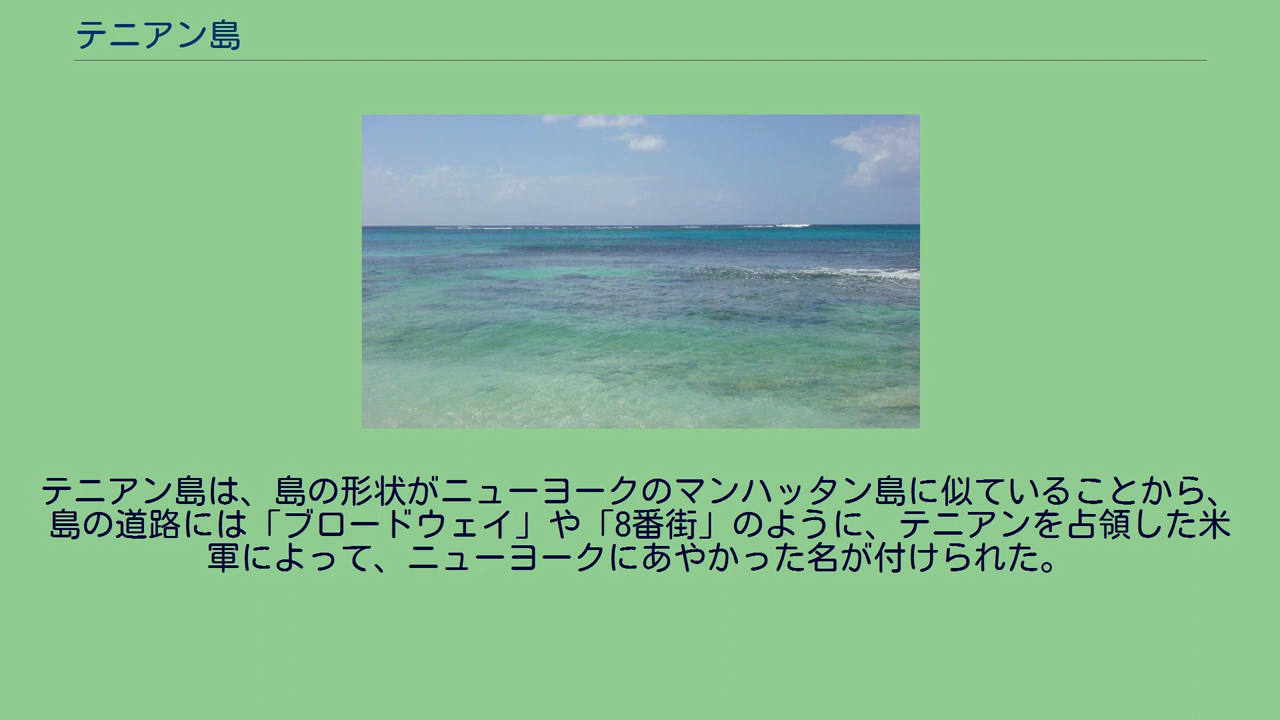 テニアン島
テニアン島は、島の形状がニューヨークのマンハッタン島に似ていることから、
島の道路には「ブロードウェイ」や「8番街」のように、テニアンを占領した米
軍によって、ニューヨークにあやかった名が付けられた。